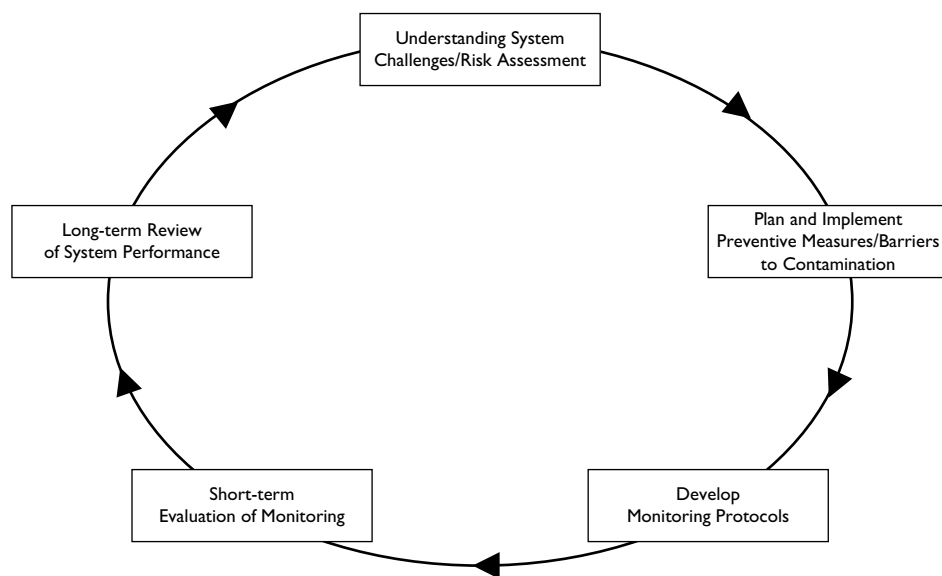 Understanding System
Challenges/Risk Assessment
Plan and Implement
Preventive Measures/Barriers
to Contamination
Develop
Monitoring Protocols
Short-term
Evaluation of Monitoring
Long-term Review
of System Performance